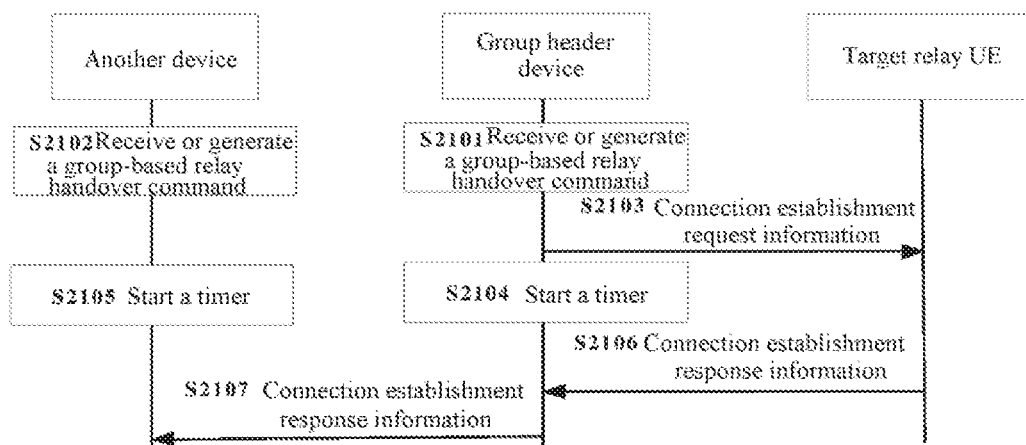 Another device
Group header
device
Target relay UE
S2102 Receive or generate
a group-based relay
handover command
S2101 Receive or generate
a group-based relay
handover command
S2103 Connection establishment
request information
S2105 Start a timer
S2104 Start a timer
S2106 Connection establishment
response information
S2107 Connection establishment
response information